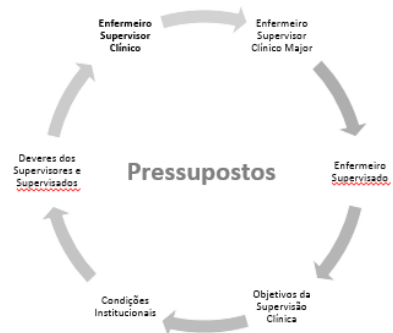 Enfermeiro
Supervisor
Clínico
Enfermeiro
Supervisor
Clínico Major
Enfermeiro
Supervisado
Objetivos da
Supervisão
Clínica
Condições
Institucionais
Deveres dos
Supervisores e
Supervisados
Pressupostos